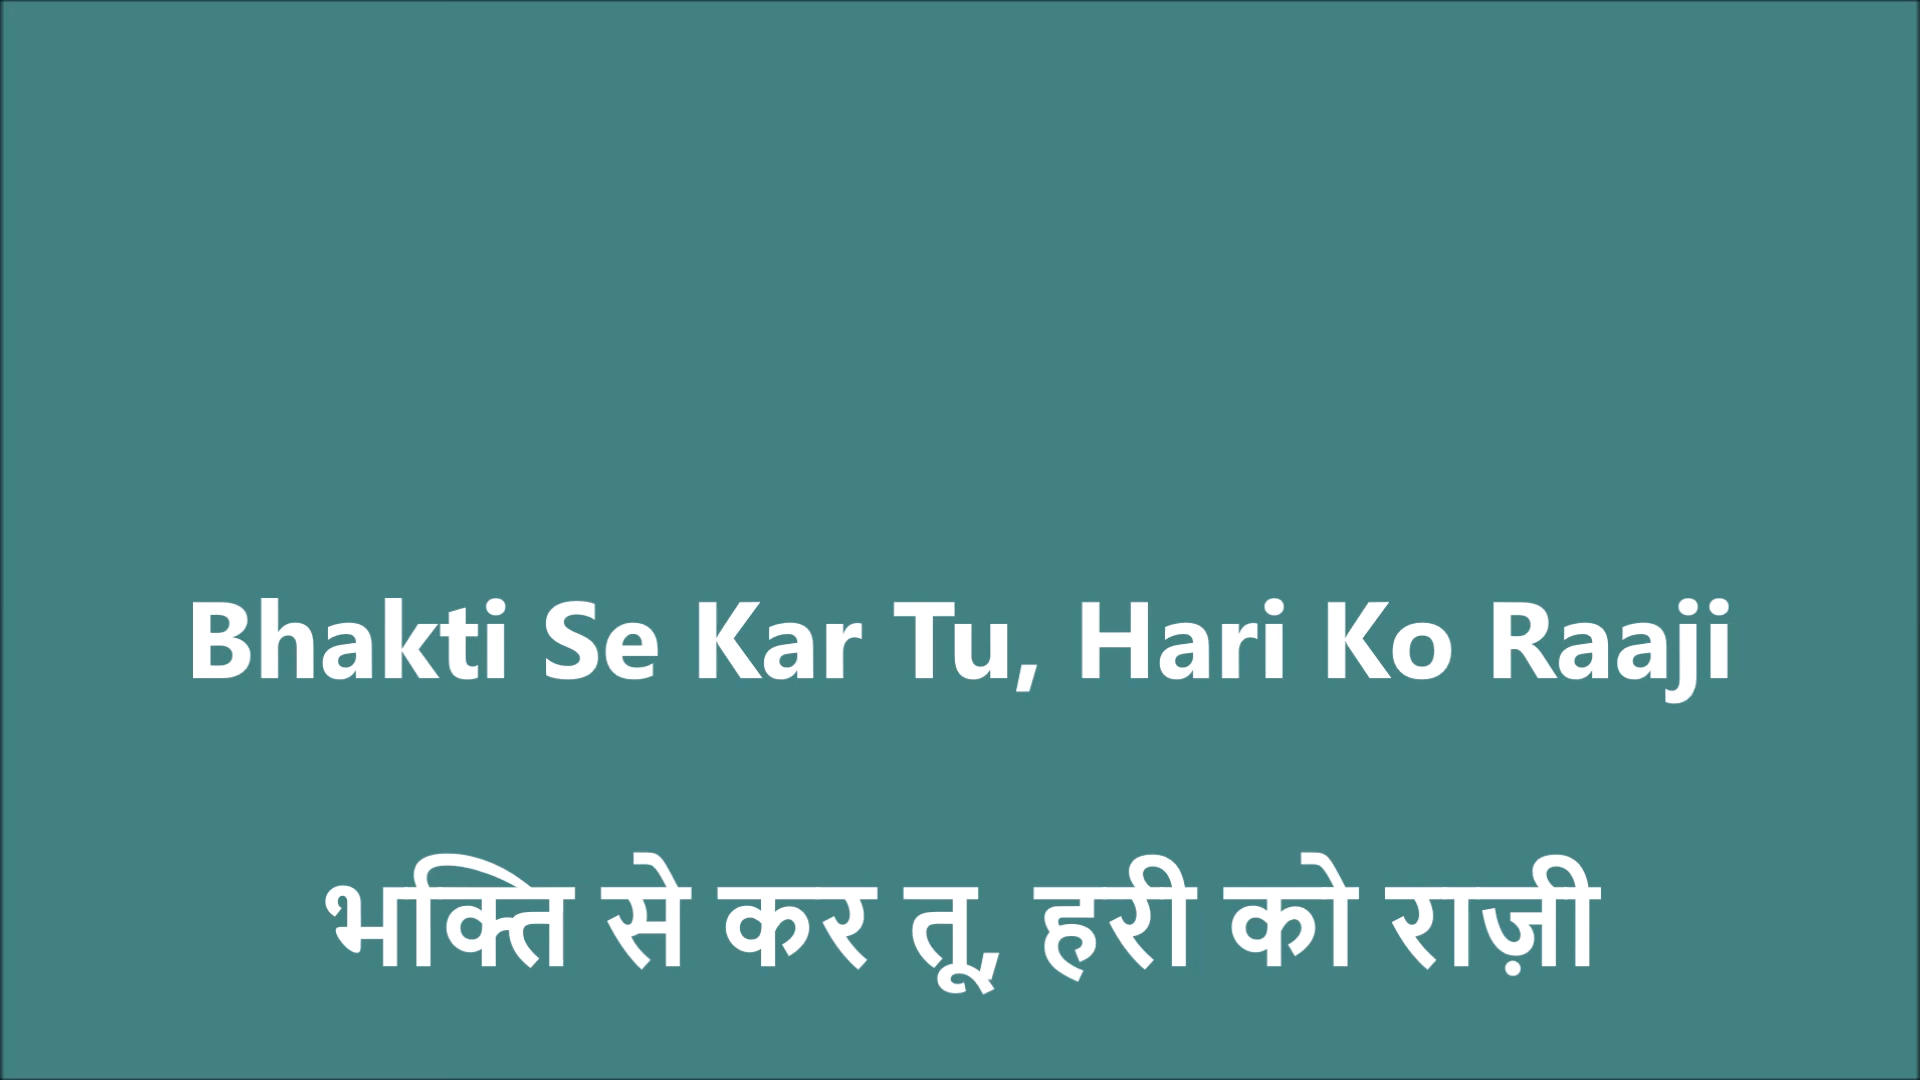 Bhakti Se Kar Tu, Hari Ko Raaji
भक्ति से कर तू, हरी को राज़ी